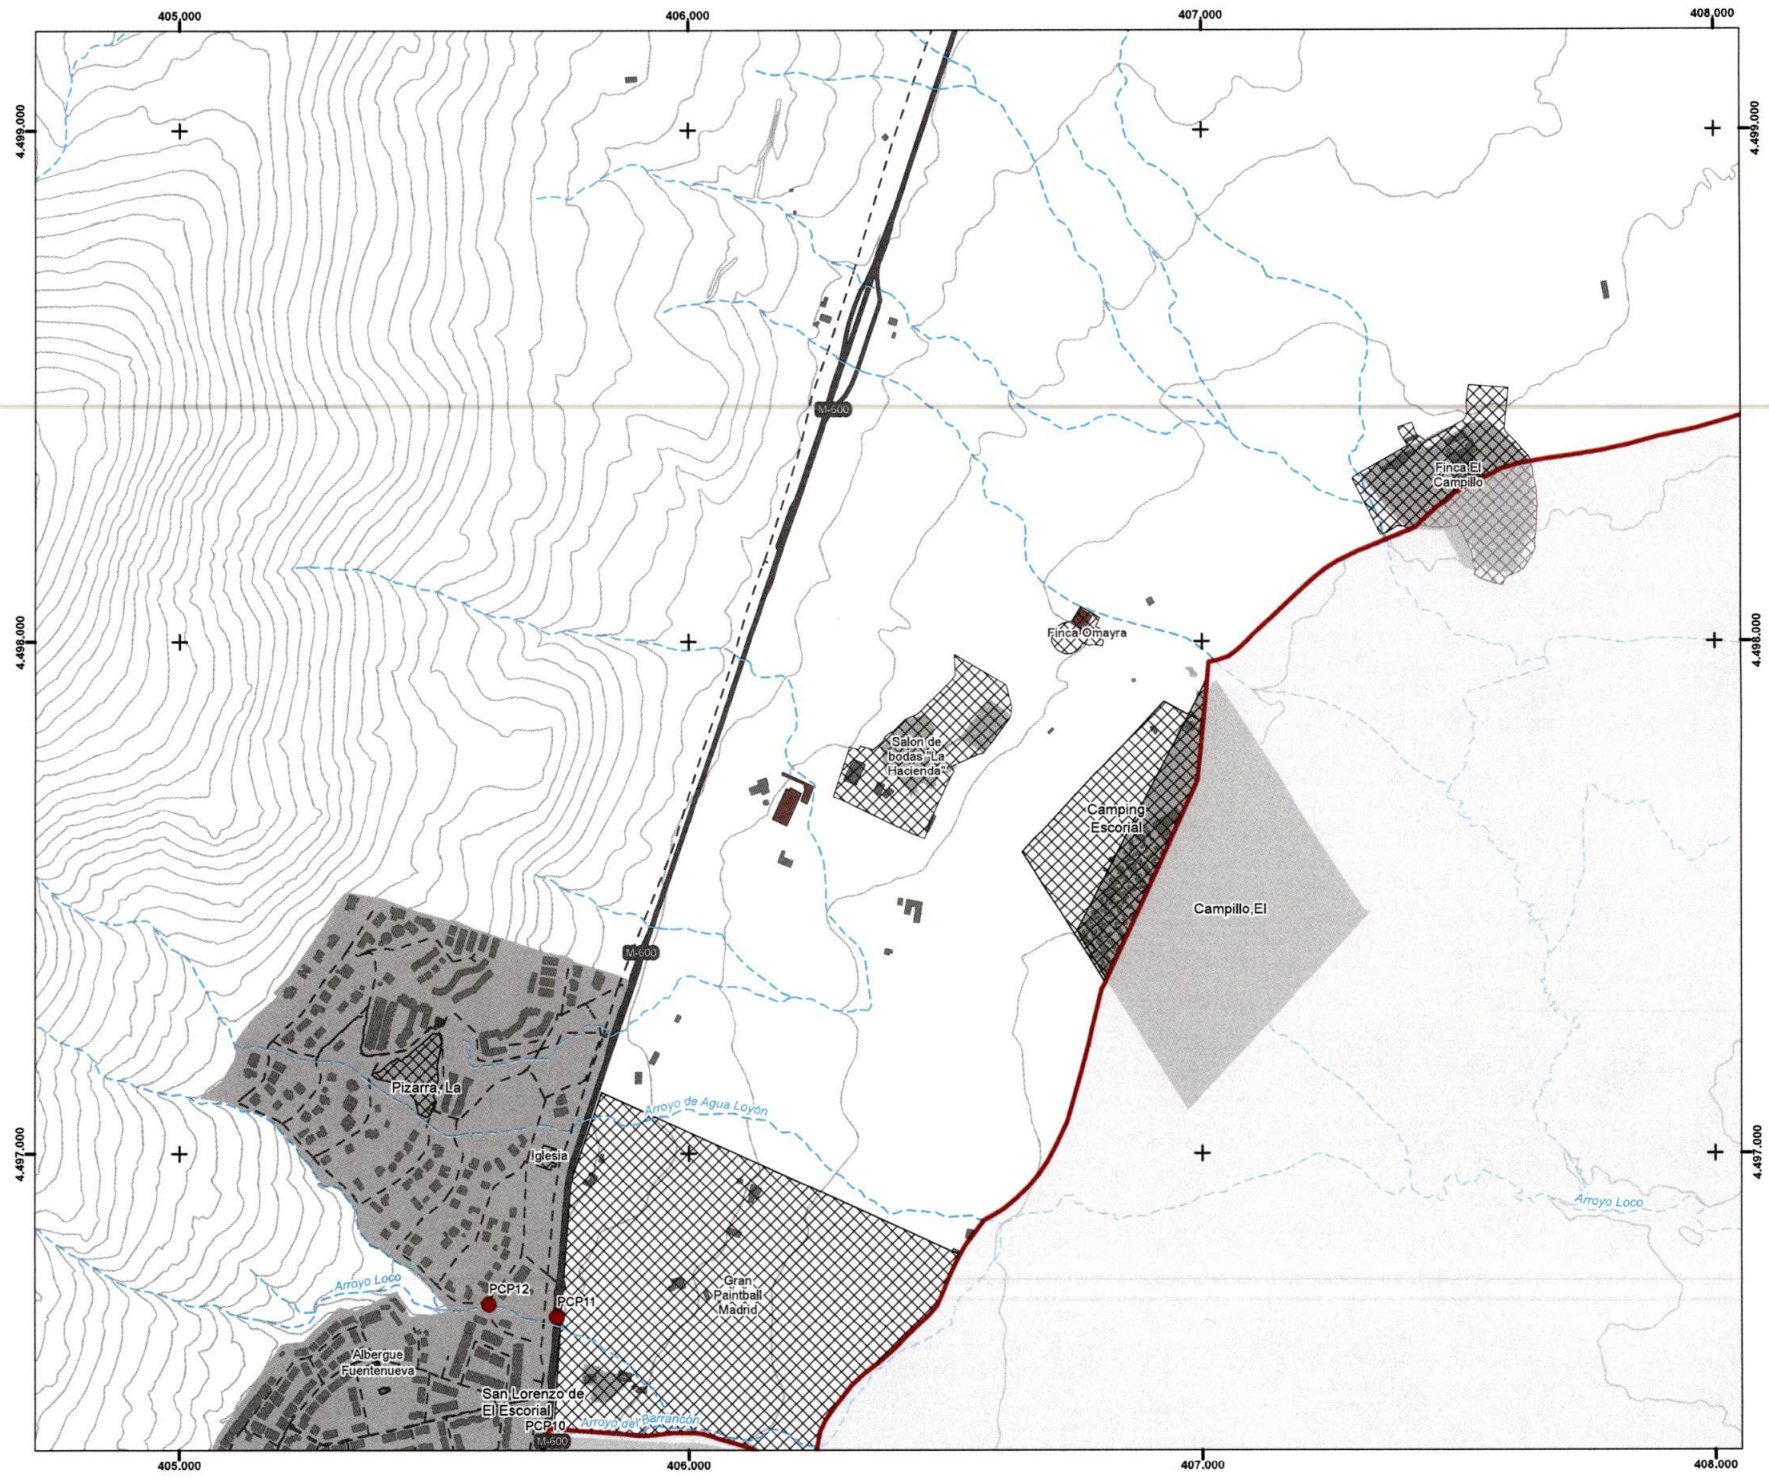 405.000
406.000
407.000
408.000
4.499.000
4.499.000
M-600
Finca El
Campillo
4.498.000
4.498.000
Finca Omayra
Salon de
bodas "La
Hacienda"
Camping
Escorial
Campillo,El
M-600
Pizarra, La
Arroyo de Agua Loyón
4.497.000
4.497.000
Iglesia
Arroyo Loco
Arroyo Loco
PCP12
PCP11
Gran
Paintball
Madrid
Albergue
Fuentenueva
San Lorenzo de
El Escorial
Arroyo del Barrancón
PCP10
M-600
405.000
406.000
407.000
408.000